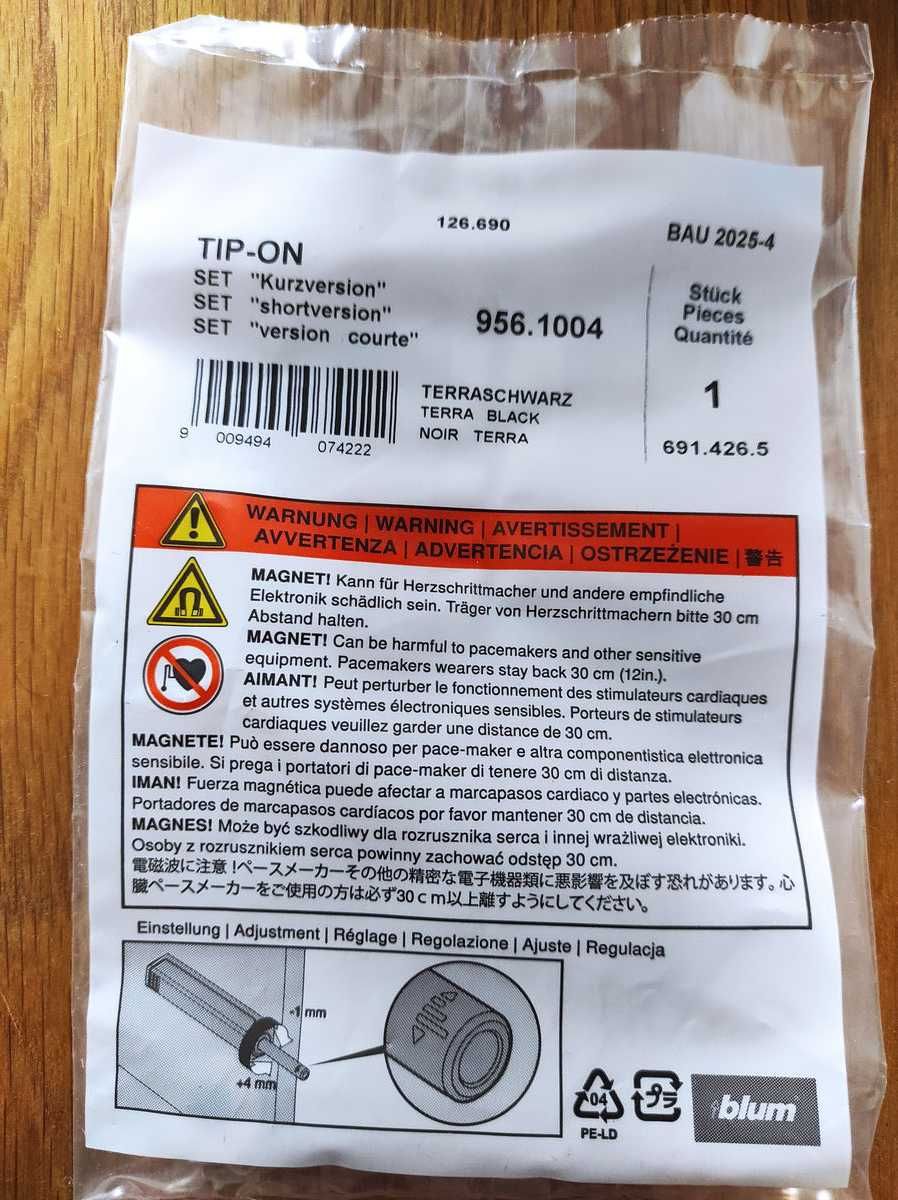 126.690
BAU 2025-4
TIP-ON
SET "Kurzversion"
SET "shortversion"
SET "version courte"
956.1004
Stück
Pieces
Quantité
1
691.426.5
TERRASCHWARZ
TERRA BLACK
NOIR TERRA
9 009494 074222
WARNUNG | WARNING | AVERTISSEMENT |
AVVERTENZA | ADVERTENCIA | OSTRZEŻENIE | 警告
MAGNET! Kann für Herzschrittmacher und andere empfindliche
Elektronik schädlich sein. Träger von Herzschrittmachern bitte 30 cm
Abstand halten.
MAGNET! Can be harmful to pacemakers and other sensitive
equipment. Pacemakers wearers stay back 30 cm (12in.).
AIMANT! Peut perturber le fonctionnement des stimulateurs cardiaques
et autres systèmes électroniques sensibles. Porteurs de stimulateurs
cardiaques veuillez garder une distance de 30 cm.
MAGNETE! Può essere dannoso per pace-maker e altra componentistica elettronica
sensibile. Si prega i portatori di pace-maker di tenere 30 cm di distanza.
IMAN! Fuerza magnética puede afectar a marcapasos cardiaco y partes electrónicas.
Portadores de marcapasos cardíacos por favor mantener 30 cm de distancia.
MAGNES! Może być szkodliwy dla rozrusznika serca i innej wrażliwej elektroniki.
Osoby z rozrusznikiem serca powinny zachować odstęp 30 cm.
電磁波に注意!ペースメーカーその他の精密な電子機器類に悪影響を及ぼす恐れがあります。心
臓ペースメーカーをご使用の方は必ず30cm以上離すようにしてください。
Einstellung | Adjustment | Réglage | Regolazione | Ajuste | Regulacja
-1 mm
+4 mm
04
PE-LD
プラ
blum